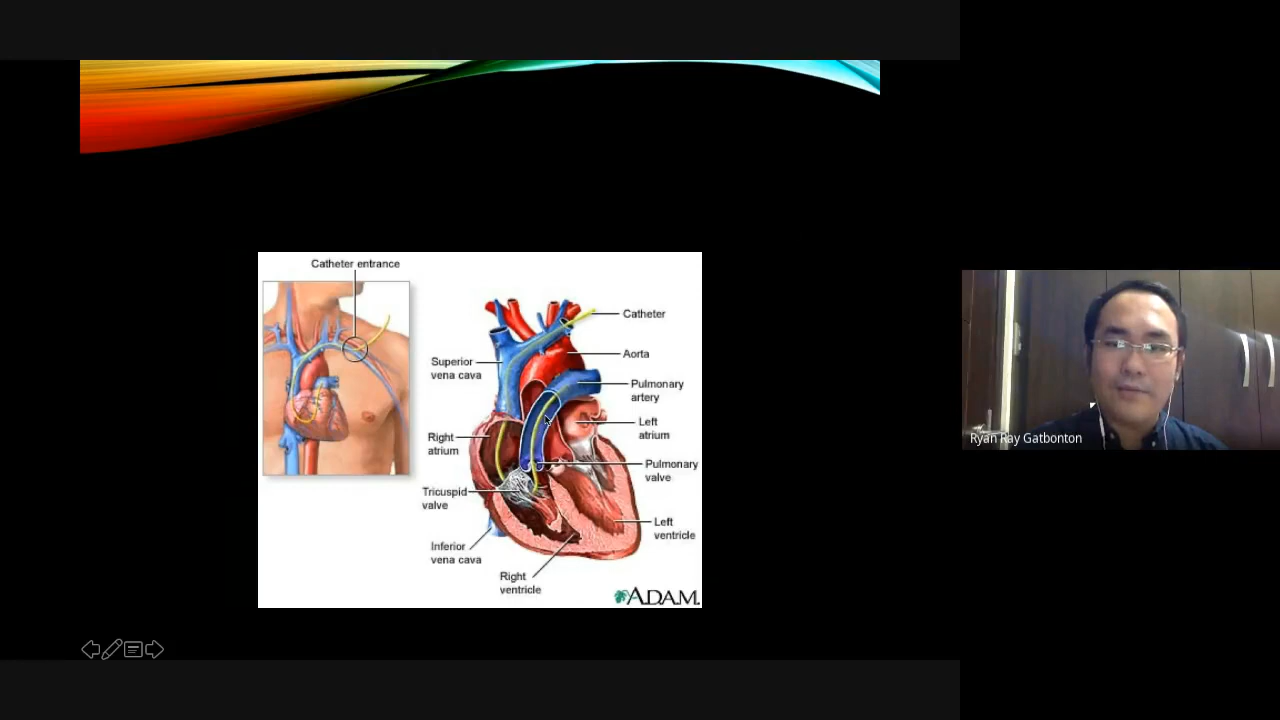 Catheter entrance
Catheter
Aorta
Superior
vena cava
Pulmonary
artery
Left
atrium
Right
atrium
Pulmonary
valve
Tricuspid
valve
Left
ventricle
Inferior
vena cava
Right
ventricle
A.D.A.M.
Ryan Ray Gatbonton